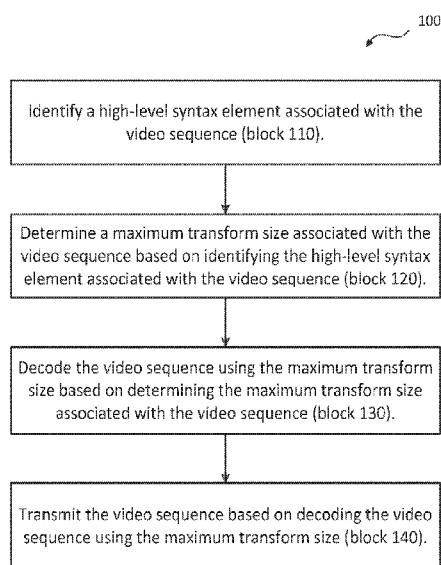 100
Identify a high-level syntax element associated with the
video sequence (block 110).
Determine a maximum transform size associated with the
video sequence based on identifying the high-level syntax
element associated with the video sequence (block 120).
Decode the video sequence using the maximum transform
size based on determining the maximum transform size
associated with the video sequence (block 130).
Transmit the video sequence based on decoding the video
sequence using the maximum transform size (block 140).